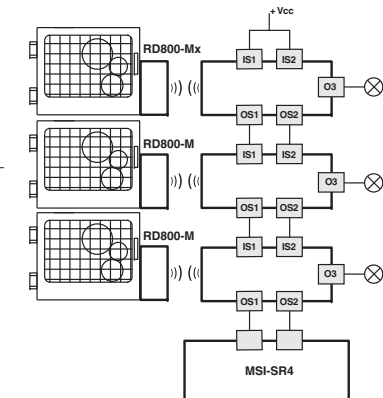 +Vcc
RD800-Mx
IS1 IS2
O3
OS1 OS2
RD800-M
IS1 IS2
O3
OS1 OS2
RD800-M
IS1 IS2
O3
OS1 OS2
MSI-SR4